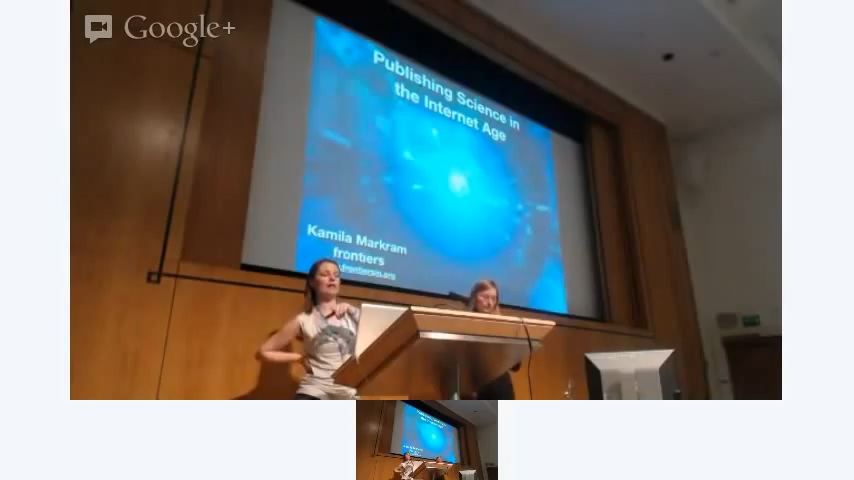 Google+
Publishing Science in
the Internet Age
Kamila Markram
frontiers